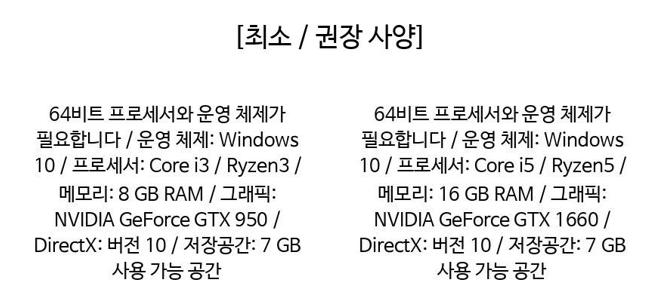 [최소 / 권장 사양]
64비트 프로세서와 운영 체제가
필요합니다 / 운영 체제: Windows
10 / 프로세서: Core i3 / Ryzen3 /
메모리: 8 GB RAM / 그래픽:
NVIDIA GeForce GTX 950 /
DirectX: 버전 10 / 저장공간: 7 GB
사용 가능 공간
64비트 프로세서와 운영 체제가
필요합니다 / 운영 체제: Windows
10 / 프로세서: Core i5 / Ryzen5 /
메모리: 16 GB RAM / 그래픽:
NVIDIA GeForce GTX 1660 /
DirectX: 버전 10 / 저장공간: 7 GB
사용 가능 공간